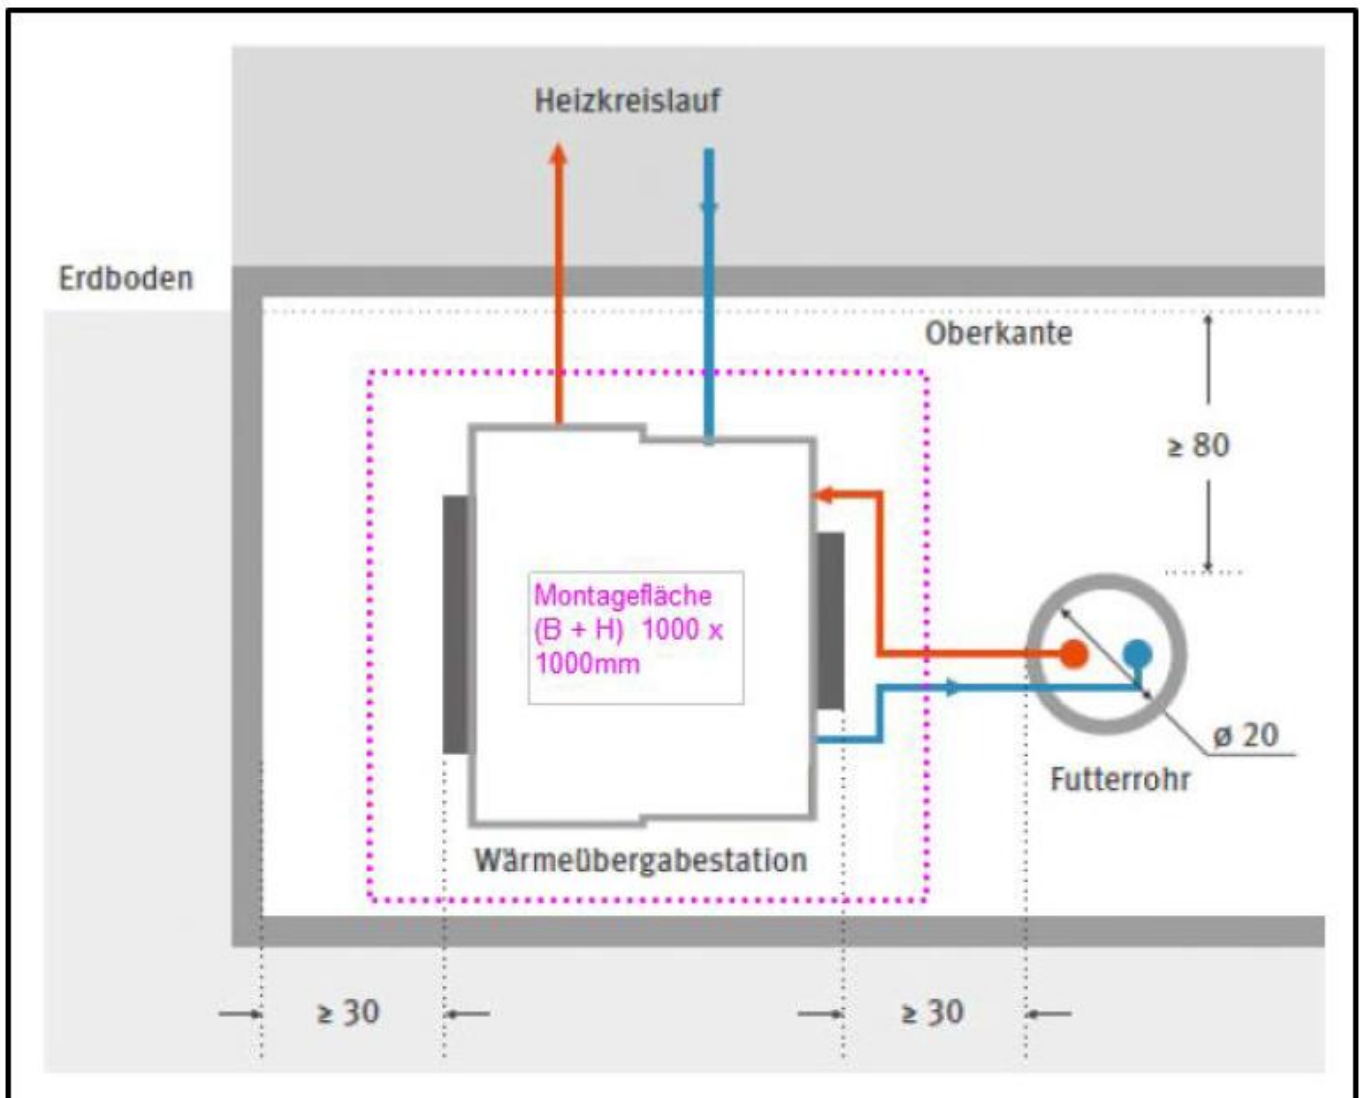 Heizkreislauf
Erdboden
Oberkante
≥ 80
Montagefläche
(B + H) 1000 x
1000mm
ø 20
Futterrohr
Wärmeübergabestation
≥ 30
≥ 30